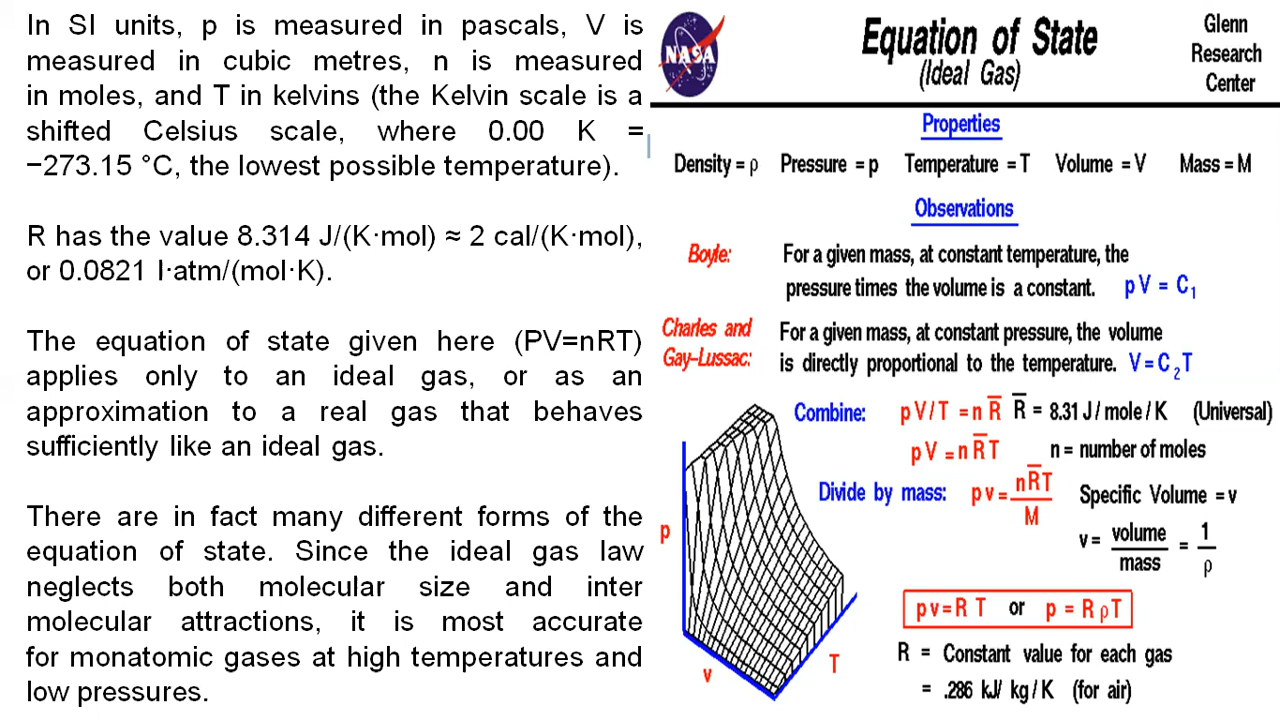 In SI units, p is measured in pascals, V is
measured in cubic metres, n is measured
in moles, and T in kelvins (the Kelvin scale is a
shifted Celsius scale, where 0.00 K =
−273.15 °C, the lowest possible temperature).
R has the value 8.314 J/(K·mol) ≈ 2 cal/(K·mol),
or 0.0821 l·atm/(mol·K).
The equation of state given here (PV=nRT)
applies only to an ideal gas, or as an
approximation to a real gas that behaves
sufficiently like an ideal gas.
There are in fact many different forms of the
equation of state. Since the ideal gas law
neglects both molecular size and inter
molecular attractions, it is most accurate
for monatomic gases at high temperatures and
low pressures.
NASA
Equation of State
(Ideal Gas)
Glenn
Research
Center
Properties
Density = ρ Pressure = p Temperature = T Volume = V Mass = M
Observations
Boyle: For a given mass, at constant temperature, the
pressure times the volume is a constant. p V = C₁
Charles and For a given mass, at constant pressure, the volume
Gay–Lussac: is directly proportional to the temperature. V = C₂T
Combine: p V / T = n R̅ R̅ = 8.31 J / mole / K (Universal)
p V = n R̅ T n = number of moles
Divide by mass: p v = n R̅ T / M Specific Volume = v
v = volume / mass = 1 / ρ
p v = R T or p = R ρ T
R = Constant value for each gas
= .286 kJ/ kg / K (for air)
p
v
T